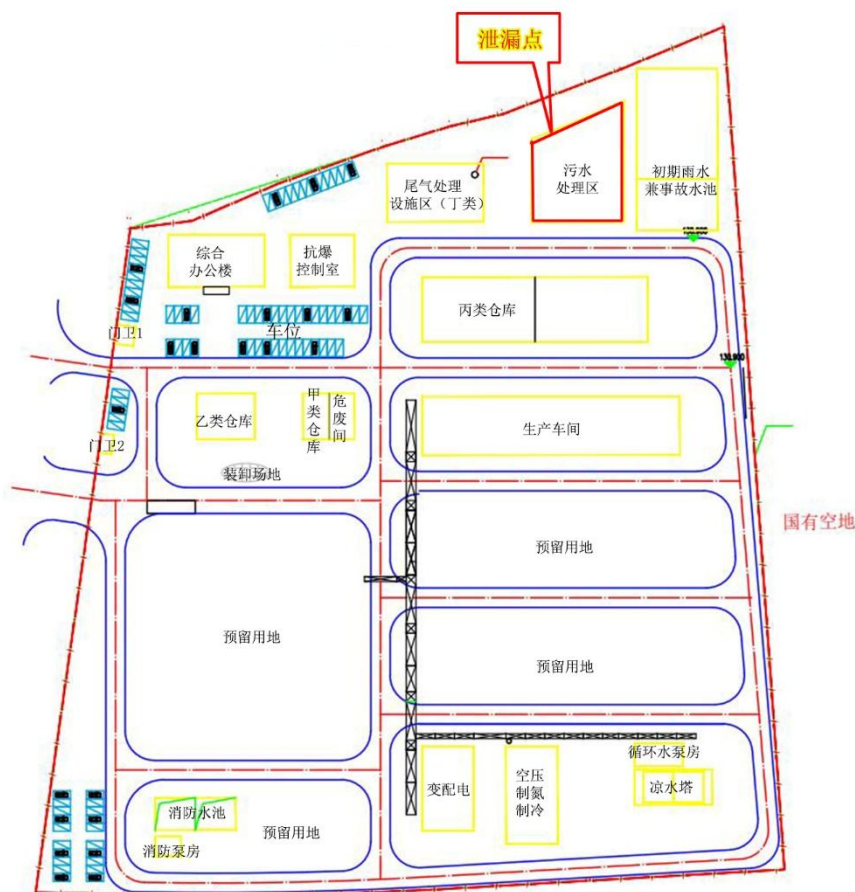 泄漏点
污水
处理区
初期雨水
兼事故水池
尾气处理
设施区（丁类）
综合
办公楼
抗爆
控制室
丙类仓库
门卫1
车位
130.900
乙类仓库
甲类仓库
危废间
生产车间
门卫2
装卸场地
国有空地
预留用地
预留用地
预留用地
循环水泵房
变配电
空压
制氮
制冷
凉水塔
消防水池
预留用地
消防泵房